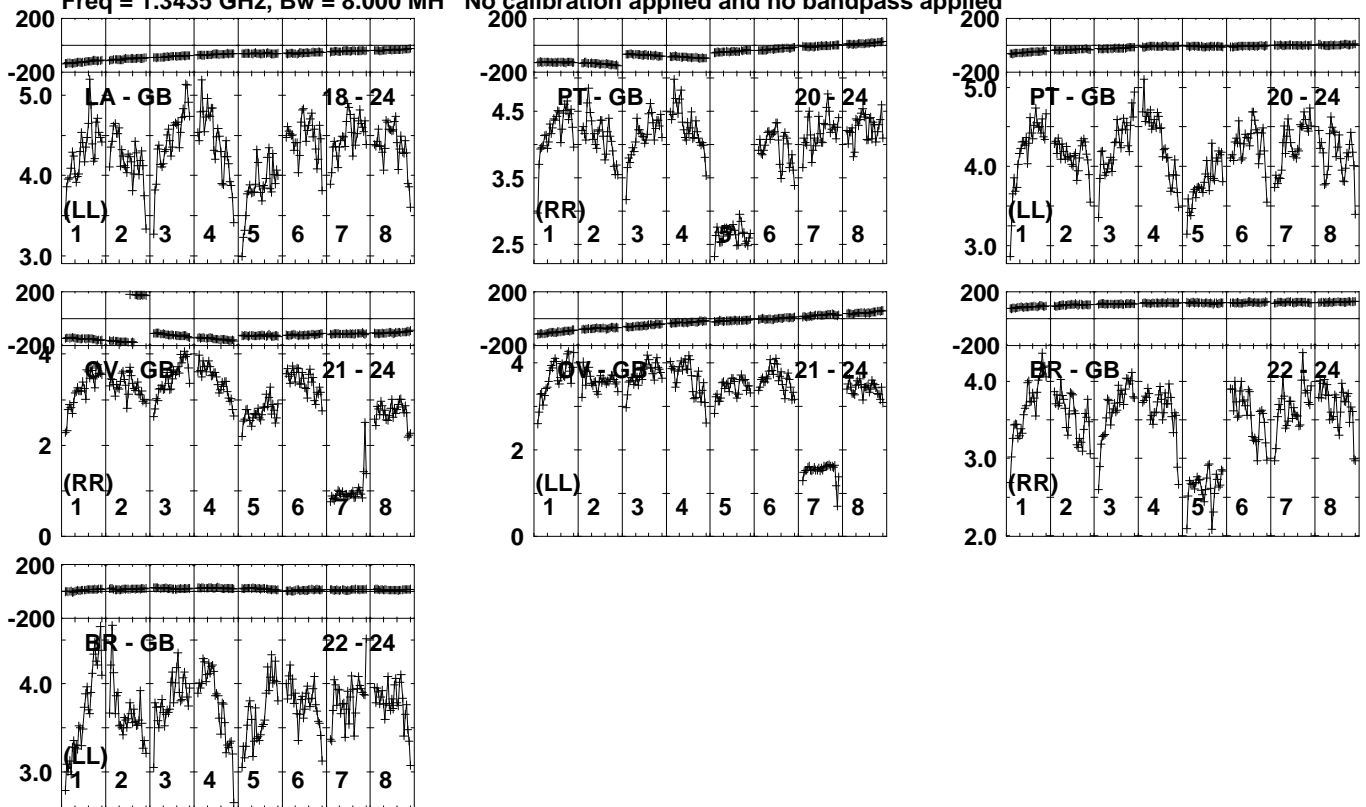 Freq = 1.3435 GHz, Bw = 8.000 MH No calibration applied and no bandpass applied
200
-200
LA - GB 18 - 24
5.0
4.0
3.0
(LL)
1 2 3 4 5 6 7 8
200
-200
PT - GB 20 - 24
4.5
3.5
2.5
(RR)
1 2 3 4 5 6 7 8
200
-200
PT - GB 20 - 24
5.0
4.0
3.0
(LL)
1 2 3 4 5 6 7 8
200
-200
OV - GB 21 - 24
4
2
0
(RR)
1 2 3 4 5 6 7 8
200
-200
OV - GB 21 - 24
4
2
0
(LL)
1 2 3 4 5 6 7 8
200
-200
BR - GB 22 - 24
4.0
3.0
2.0
(RR)
1 2 3 4 5 6 7 8
200
-200
BR - GB 22 - 24
4.0
3.0
(LL)
1 2 3 4 5 6 7 8